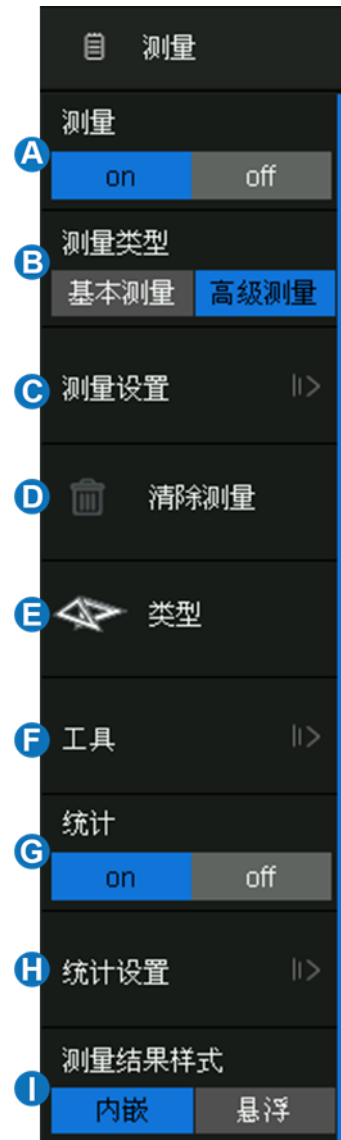 测量
测量
A
on off
测量类型
B
基本测量 高级测量
C 测量设置
D 清除测量
E 类型
F 工具
统计
G
on off
H 统计设置
测量结果样式
I
内嵌 悬浮